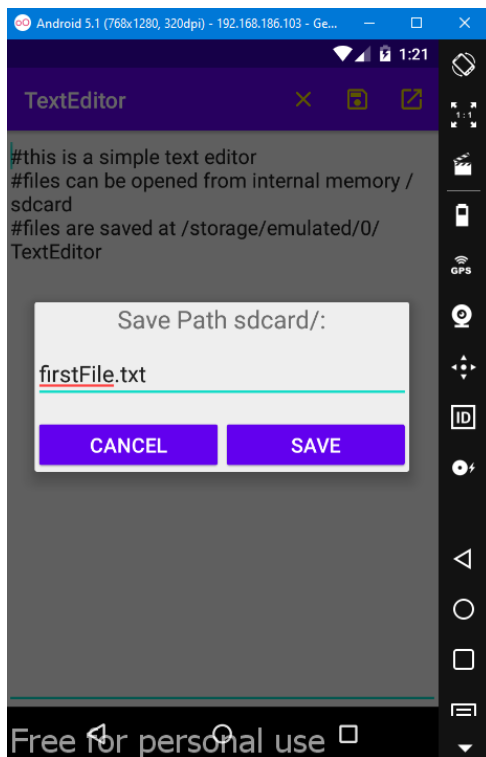 Android 5.1 (768x1280, 320dpi) - 192.168.186.103 - Ge...
1:21
TextEditor
#this is a simple text editor
#files can be opened from internal memory /
sdcard
#files are saved at /storage/emulated/0/
TextEditor
Save Path sdcard/:
firstFile.txt
CANCEL SAVE
1:1
GPS
ID
Free for personal use